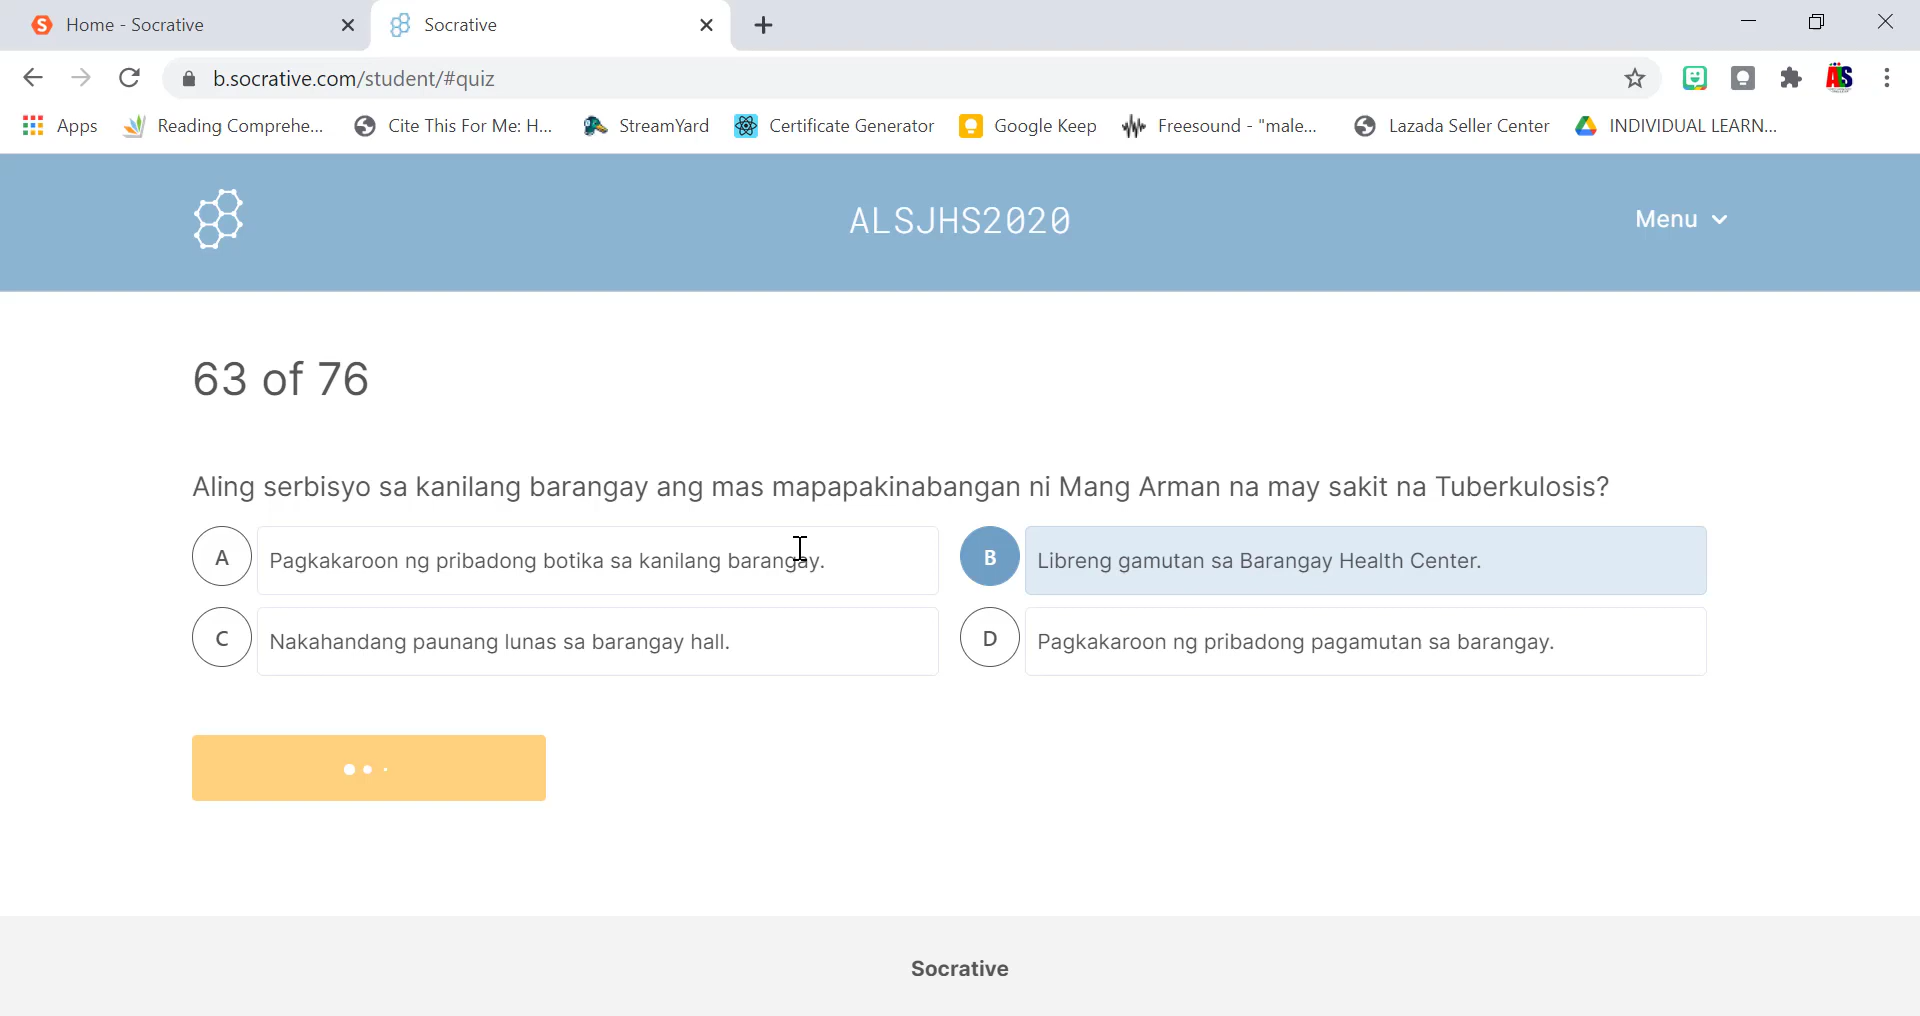 Home - Socrative
Socrative
b.socrative.com/student/#quiz
Apps
Reading Comprehe...
Cite This For Me: H...
StreamYard
Certificate Generator
Google Keep
Freesound - "male...
Lazada Seller Center
INDIVIDUAL LEARN...
ALSJHS2020
Menu
63 of 76
Aling serbisyo sa kanilang barangay ang mas mapapakinabangan ni Mang Arman na may sakit na Tuberkulosis?
A Pagkakaroon ng pribadong botika sa kanilang barangay.
B Libreng gamutan sa Barangay Health Center.
C Nakahandang paunang lunas sa barangay hall.
D Pagkakaroon ng pribadong pagamutan sa barangay.
Socrative